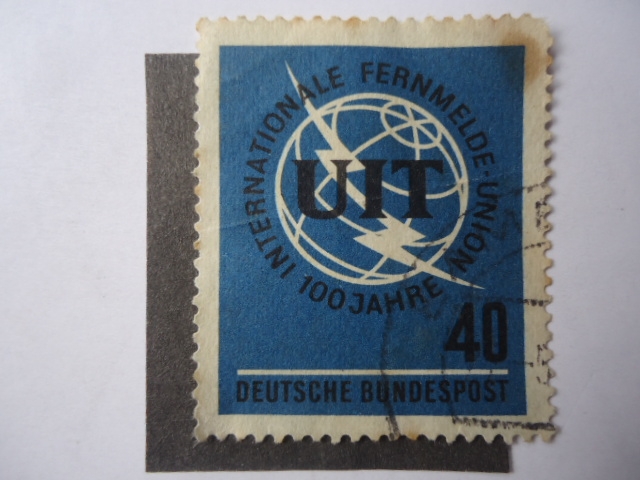 INTERNATIONALE FERNMELDE-UNION
100 JAHRE
UIT
40
DEUTSCHE BUNDESPOST